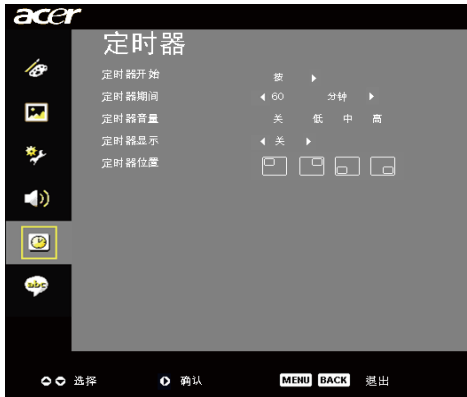 acer
定时器
定时器开始 彼
定时器期间 60 分钟
定时器音量 关 低 中 高
定时器显示 关
定时器位置
abc
选择 确认 MENU BACK 退出